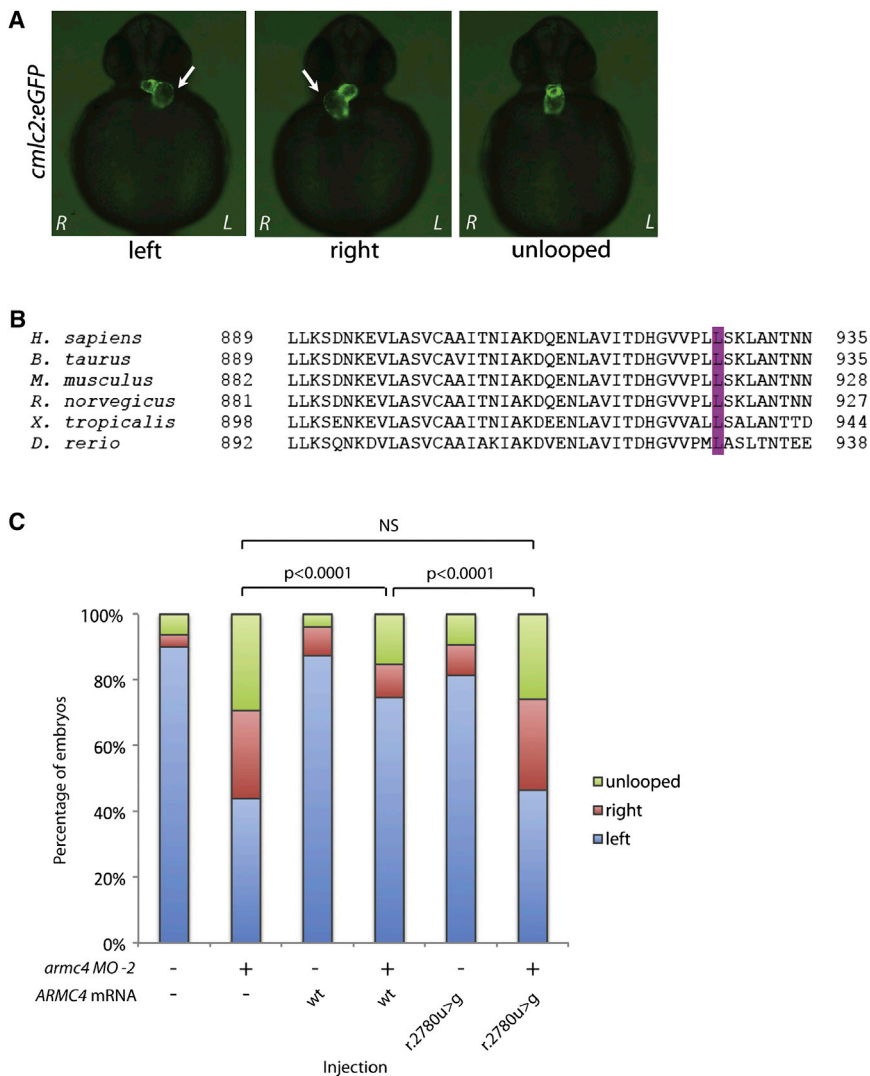 A
cmlc2:eGFP
R L R L R L
left right unlooped
B
H. sapiens 889 LLKSDNKEVLASVCAAITNIAKDQENLAVITDHGVVPLLSKLANTNN 935
B. taurus 889 LLKSDNKEVLASVCAVITNIAKDQENLAVITDHGVVPLLSKLANTNN 935
M. musculus 882 LLKSDNKEVLASVCAAITNIAKDQENLAVITDHGVVPLLSKLANTNN 928
R. norvegicus 881 LLKSDNKEVLASVCAAITNIAKDQENLAVITDHGVVPLLSKLANTNN 927
X. tropicalis 898 LLKSENKEVLASVCAAITNIAKDEENLAVITDHGVVALLSALANTTD 944
D. rerio 892 LLKSQNKDVLASVCAAIAKIAKDVENLAVITDHGVVPMLASLTNTEE 938
C
NS
p<0.0001 p<0.0001
100%
80%
60%
40%
20%
0%
Percentage of embryos
unlooped
right
left
armc4 MO -2 - + - + - +
ARMC4 mRNA - - wt wt r.2780u>g r.2780u>g
Injection